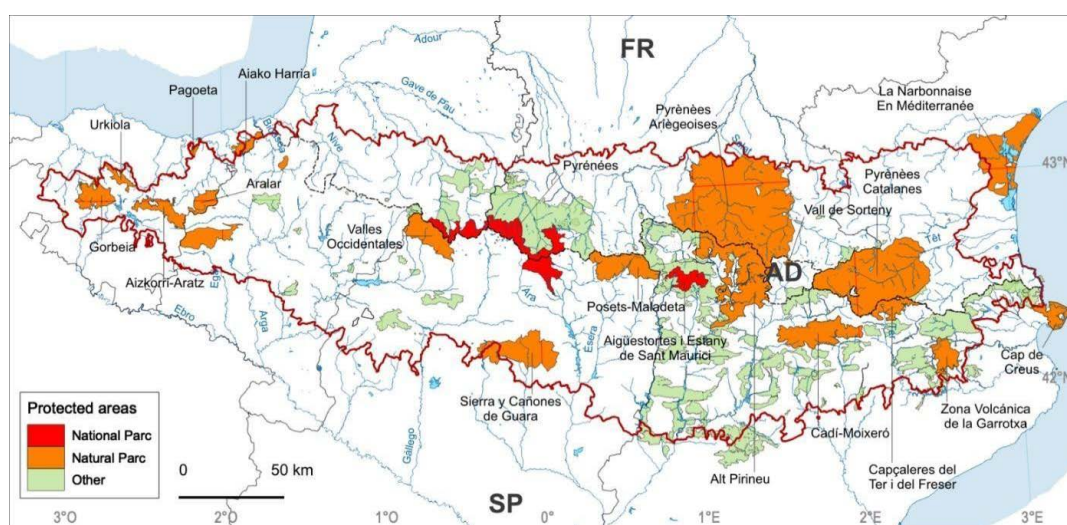 FR
Adour
Gave de Pau
Aiako Harria
Pagoeta
Urkiola
Bidasoa
Nive
La Narbonnaise
En Méditerranée
Pyrènèes
Ariègeoises
Pyrénées
43°N
Pyrènèes
Catalanes
Vall de Sorteny
Aralar
Valles
Occidentales
Têt
Gorbeia
Aizkorri-Aratz
Ega
Arga
Ebro
AD
Ara
Esera
Posets-Maladeta
Aigüestortes i Estany
de Sant Maurici
Ter
Cap de
Creus
42°N
Sierra y Cañones
de Guara
Zona Volcánica
de la Garrotxa
Cadí-Moixeró
Gállego
Alt Pirineu
Capçaleres del
Ter i del Freser
Protected areas
National Parc
Natural Parc
Other
0 50 km
SP
3°O 2°O 1°O 0° 1°E 2°E 3°E